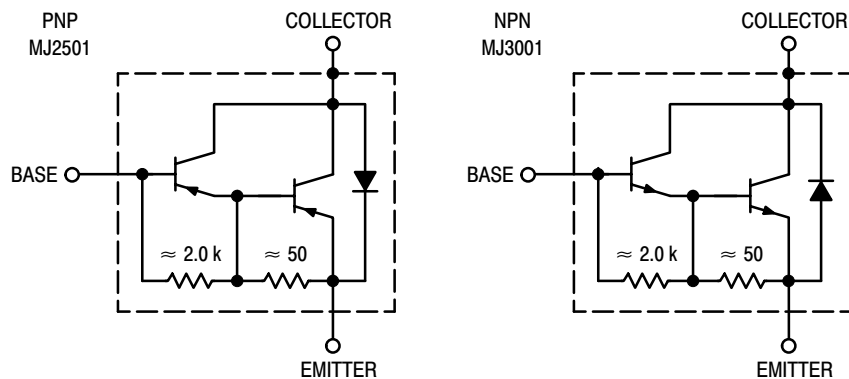 PNP
MJ2501
COLLECTOR
BASE
≈ 2.0 k
≈ 50
EMITTER
NPN
MJ3001
COLLECTOR
BASE
≈ 2.0 k
≈ 50
EMITTER